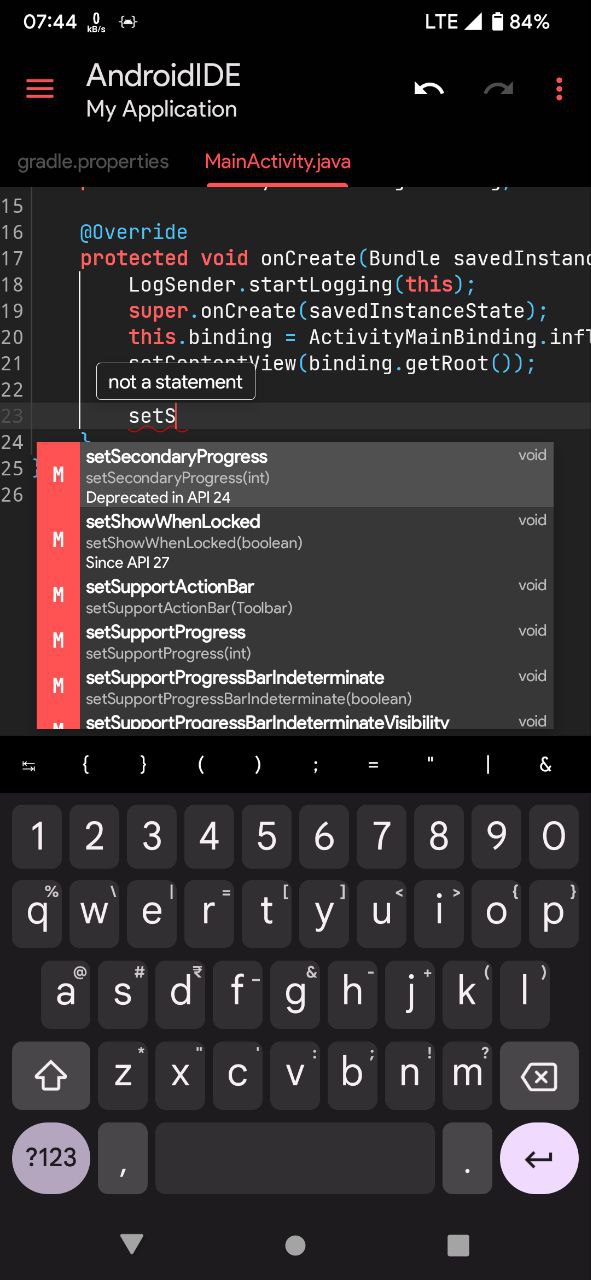 07:44 0 kB/s LTE 84%
AndroidIDE
My Application
gradle.properties MainActivity.java
15
16 @Override
17 protected void onCreate(Bundle savedInstanc
18 LogSender.startLogging(this);
19 super.onCreate(savedInstanceState);
20 this.binding = ActivityMainBinding.infl
21 setContentView(binding.getRoot());
not a statement
22
23 setS
24 }
25
26
M setSecondaryProgress void
setSecondaryProgress(int)
Deprecated in API 24
M setShowWhenLocked void
setShowWhenLocked(boolean)
Since API 27
M setSupportActionBar void
setSupportActionBar(Toolbar)
M setSupportProgress void
setSupportProgress(int)
M setSupportProgressBarIndeterminate void
setSupportProgressBarIndeterminate(boolean)
M setSupportProgressBarIndeterminateVisibility void
{ } ( ) ; = " | &
1 2 3 4 5 6 7 8 9 0
% \ | = [ ] < > { }
q w e r t y u i o p
@ # ₹ _ & - + ( )
a s d f g h j k l
* " ' : ; ! ?
z x c v b n m
?123 , .